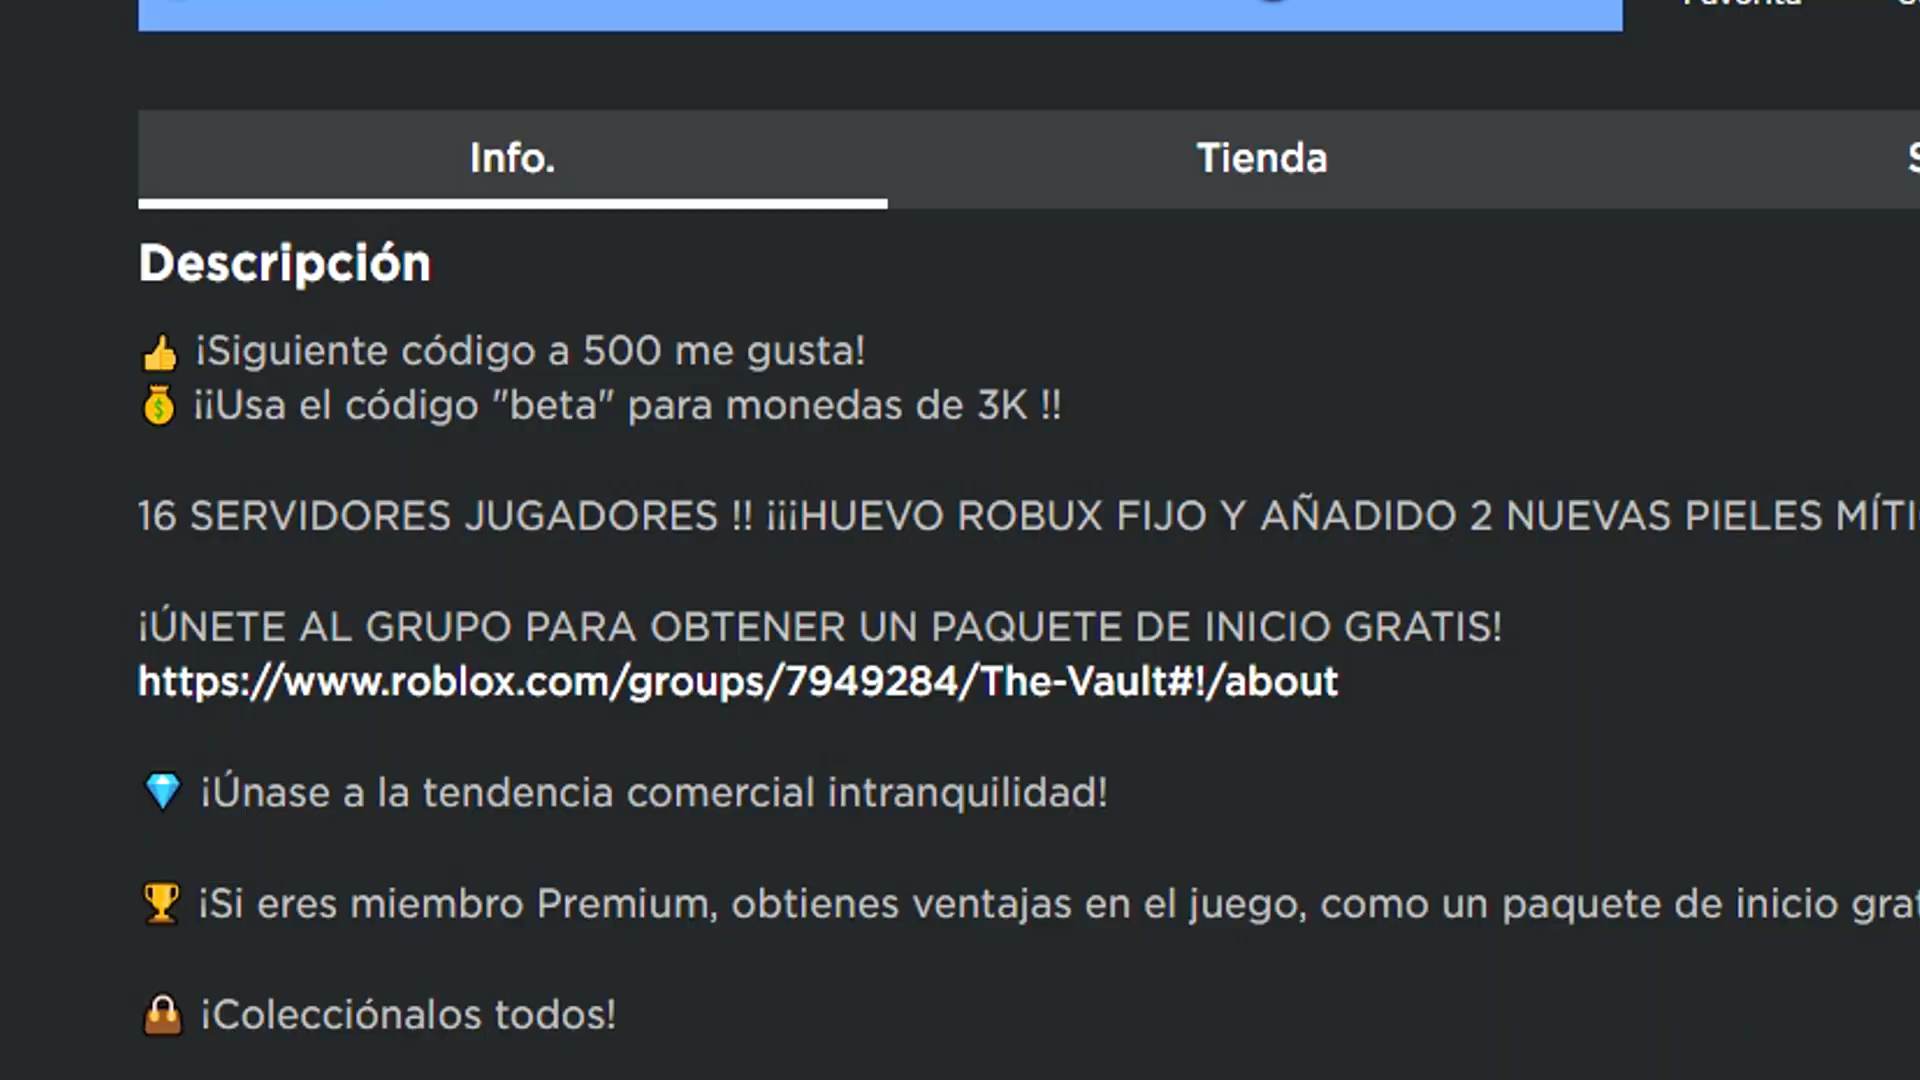 Info.
Tienda
Descripción
👍 ¡Siguiente código a 500 me gusta!
💰 ¡¡Usa el código "beta" para monedas de 3K !!
16 SERVIDORES JUGADORES !! ¡¡¡HUEVO ROBUX FIJO Y AÑADIDO 2 NUEVAS PIELES
¡ÚNETE AL GRUPO PARA OBTENER UN PAQUETE DE INICIO GRATIS!
https://www.roblox.com/groups/7949284/The-Vault#!/about
💎 ¡Únase a la tendencia comercial intranquilidad!
🏆 ¡Si eres miembro Premium, obtienes ventajas en el juego, como un paquete de inicio
👜 ¡Colecciónalos todos!